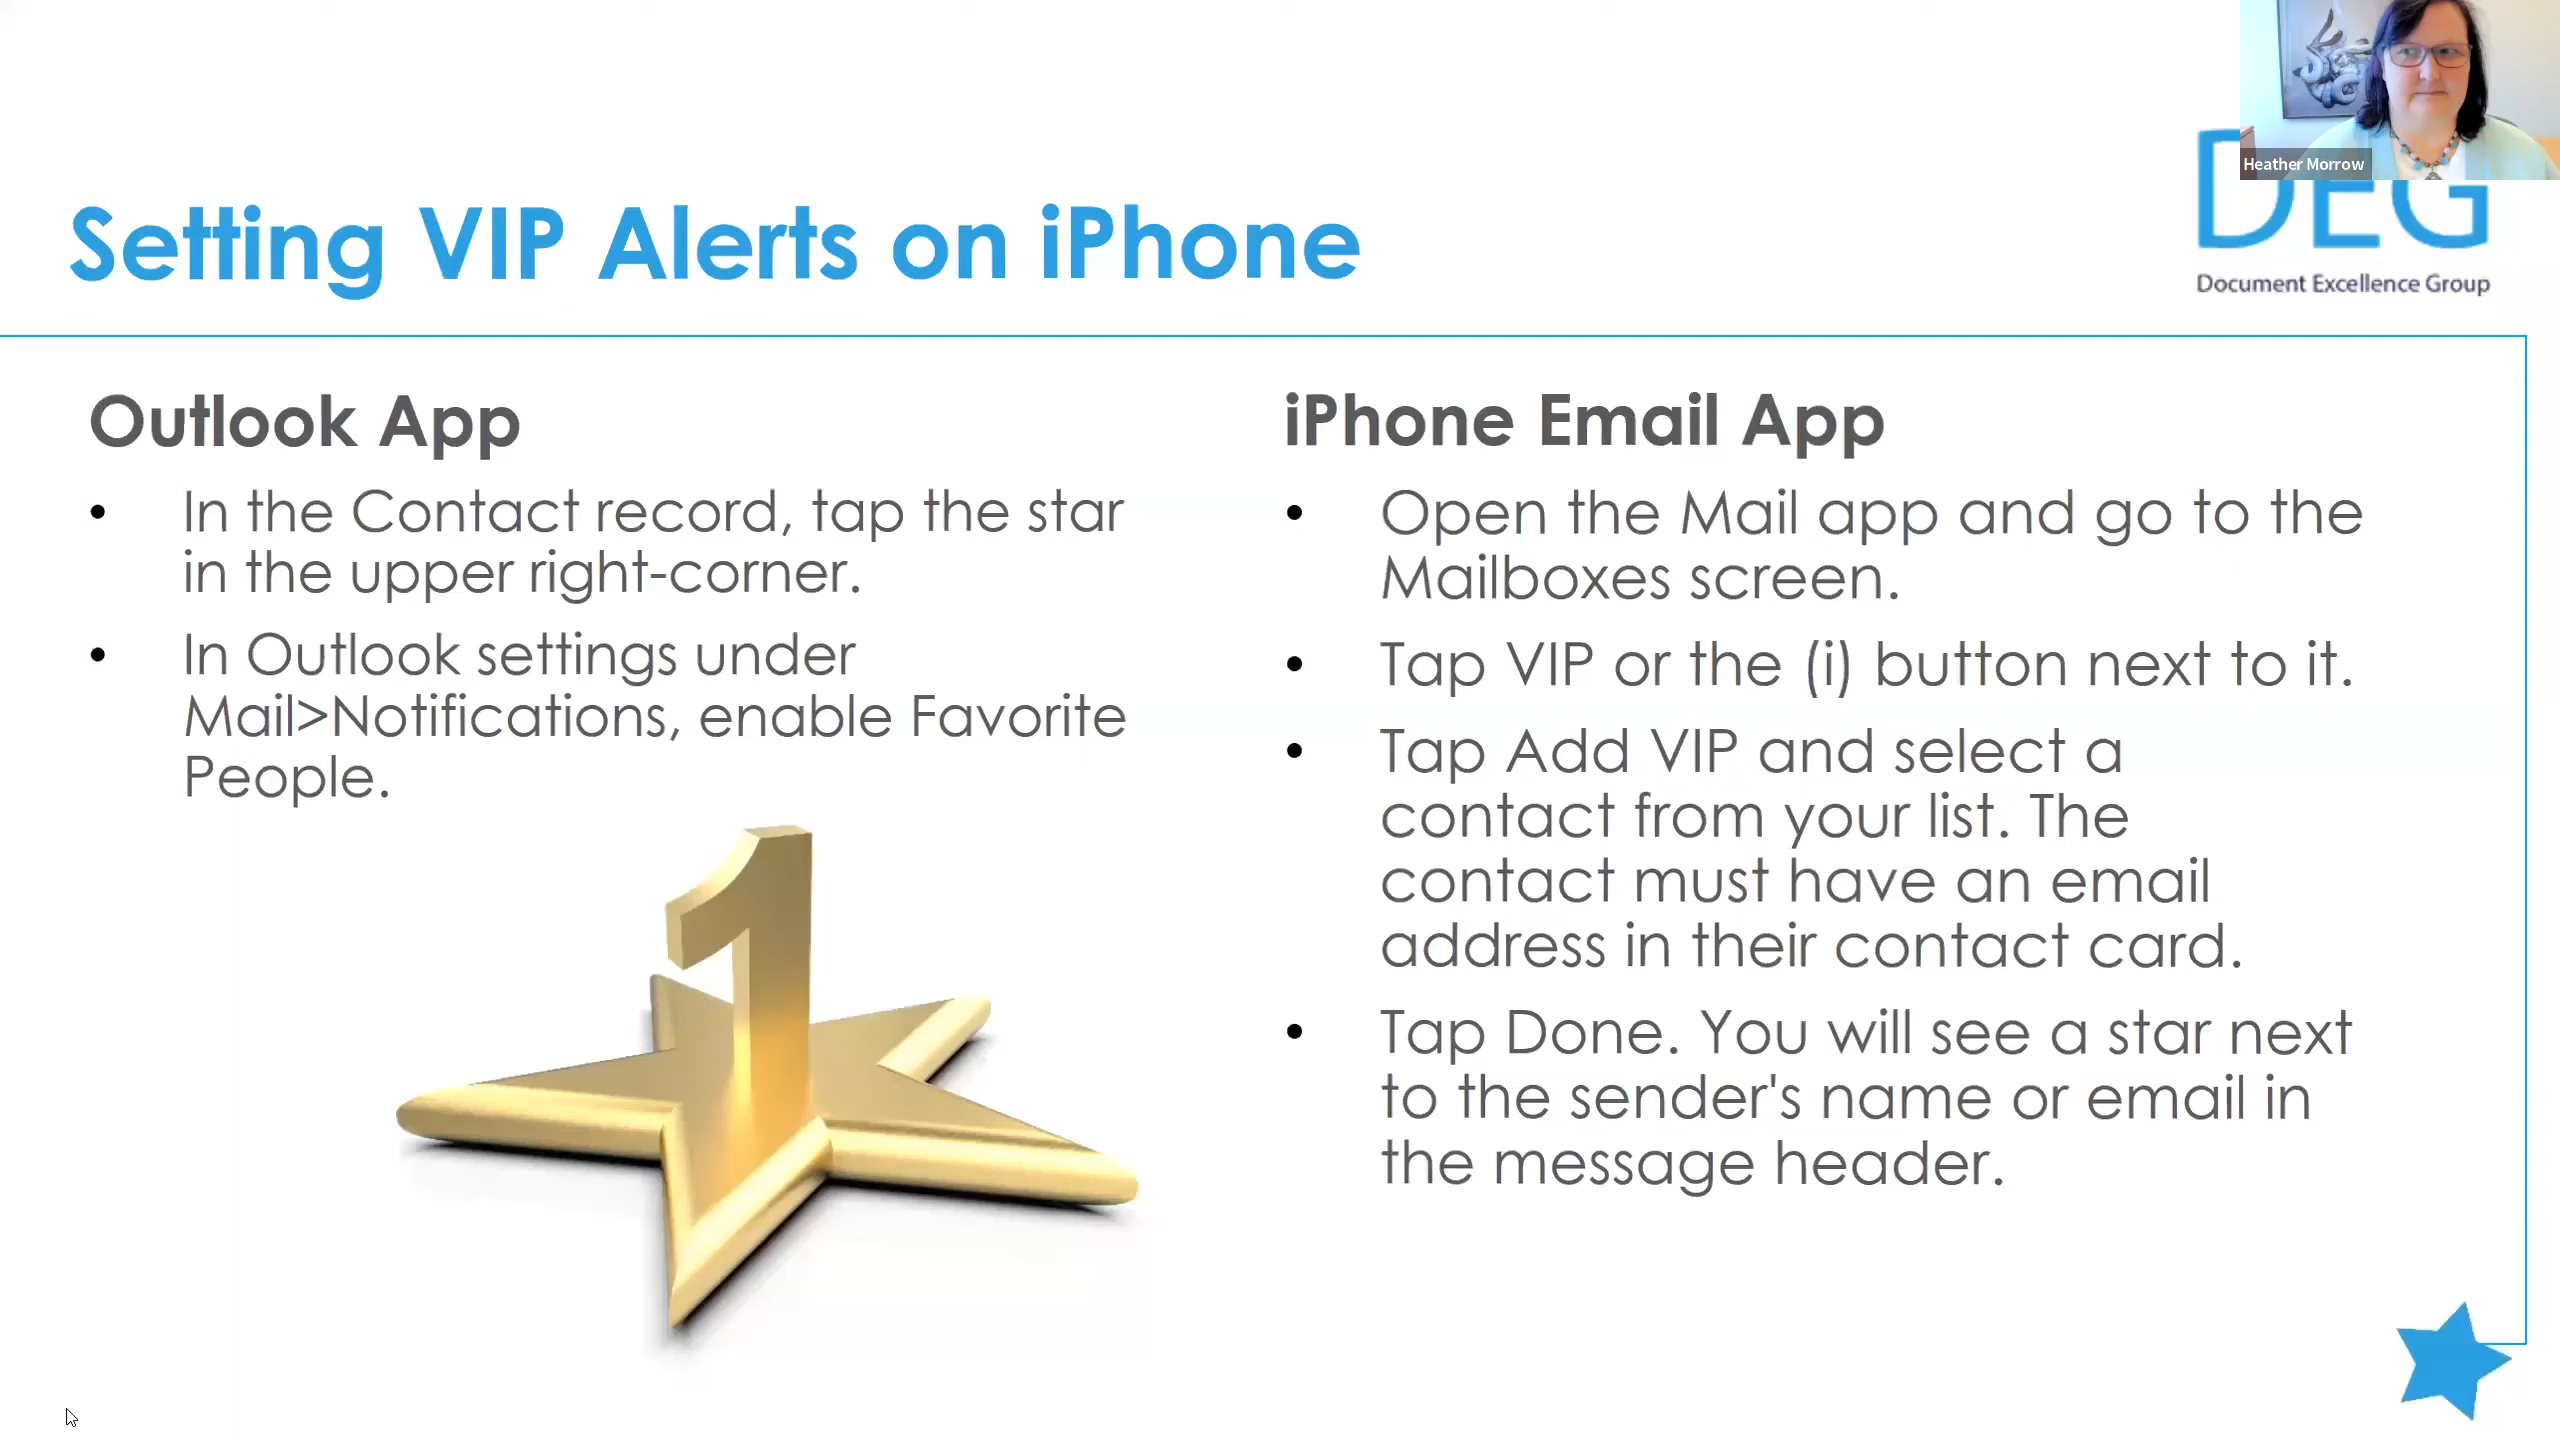 Heather Morrow
DEG
Document Excellence Group
Setting VIP Alerts on iPhone
Outlook App
• In the Contact record, tap the star
in the upper right-corner.
• In Outlook settings under
Mail>Notifications, enable Favorite
People.
1
iPhone Email App
• Open the Mail app and go to the
Mailboxes screen.
• Tap VIP or the (i) button next to it.
• Tap Add VIP and select a
contact from your list. The
contact must have an email
address in their contact card.
• Tap Done. You will see a star next
to the sender's name or email in
the message header.